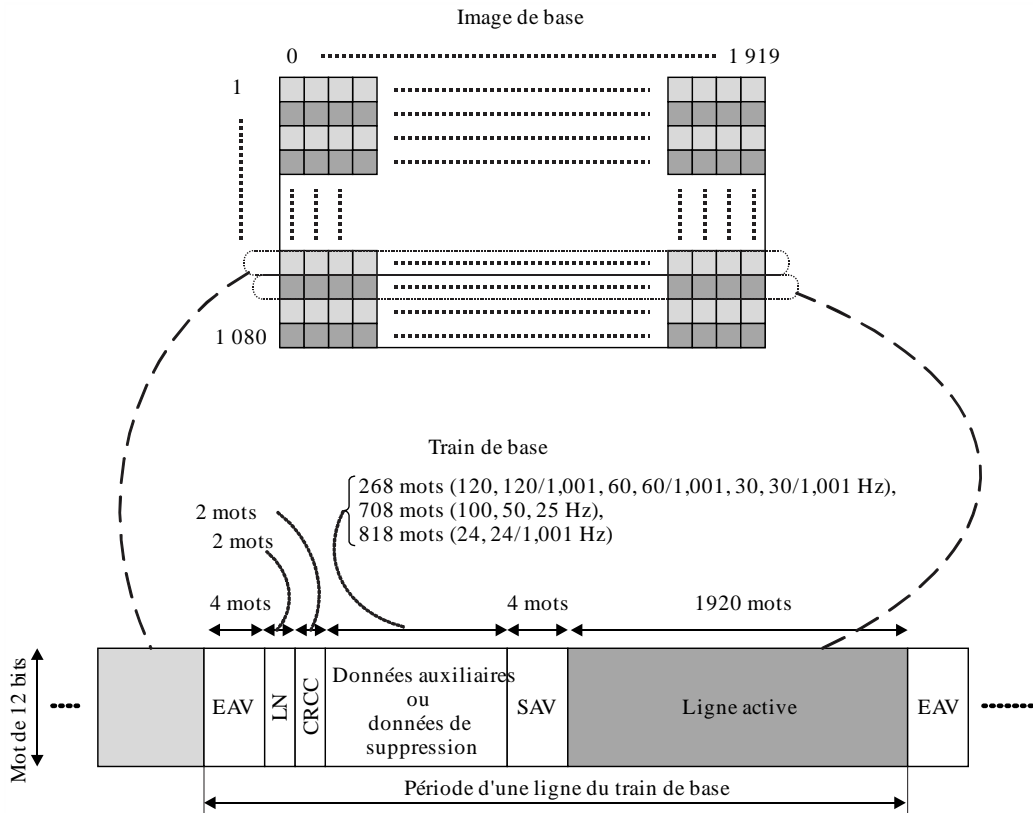 Image de base
0
1 919
1
1 080
Train de base
268 mots (120, 120/1,001, 60, 60/1,001, 30, 30/1,001 Hz),
708 mots (100, 50, 25 Hz),
818 mots (24, 24/1,001 Hz)
2 mots
2 mots
4 mots
4 mots
1920 mots
Mot de 12 bits
EAV
LN
CRCC
Données auxiliaires
ou
données de
suppression
SAV
Ligne active
EAV
Période d'une ligne du train de base